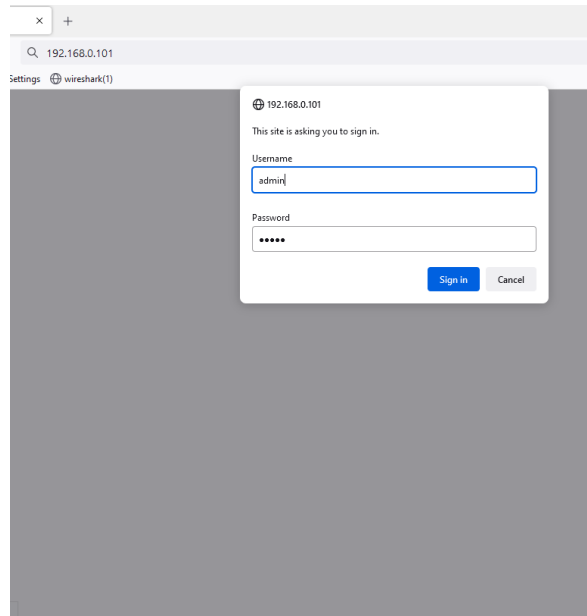 192.168.0.101
Settings wireshark(1)
192.168.0.101
This site is asking you to sign in.
Username
admin
Password
•••••
Sign in Cancel